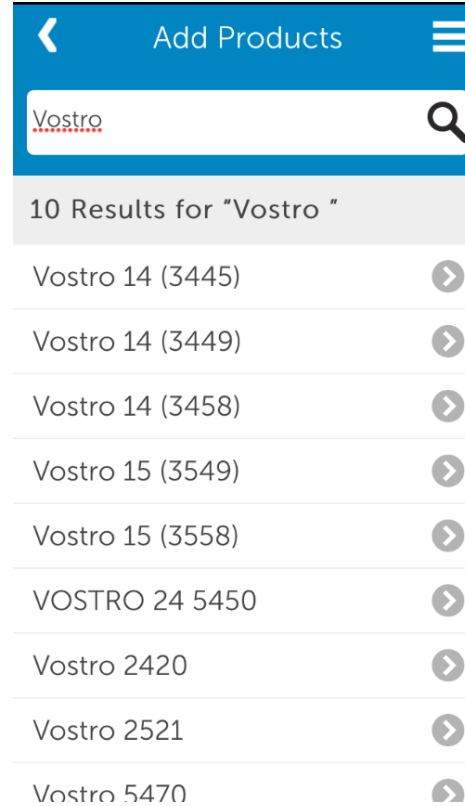 Add Products
Vostro
10 Results for "Vostro "
Vostro 14 (3445)
Vostro 14 (3449)
Vostro 14 (3458)
Vostro 15 (3549)
Vostro 15 (3558)
VOSTRO 24 5450
Vostro 2420
Vostro 2521
Vostro 5470